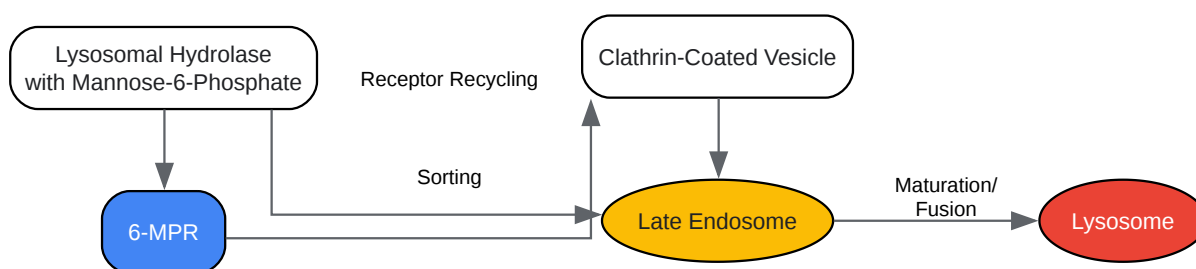 Lysosomal Hydrolase
with Mannose-6-Phosphate
Receptor Recycling
Clathrin-Coated Vesicle
Sorting
6-MPR
Late Endosome
Maturation/
Fusion
Lysosome